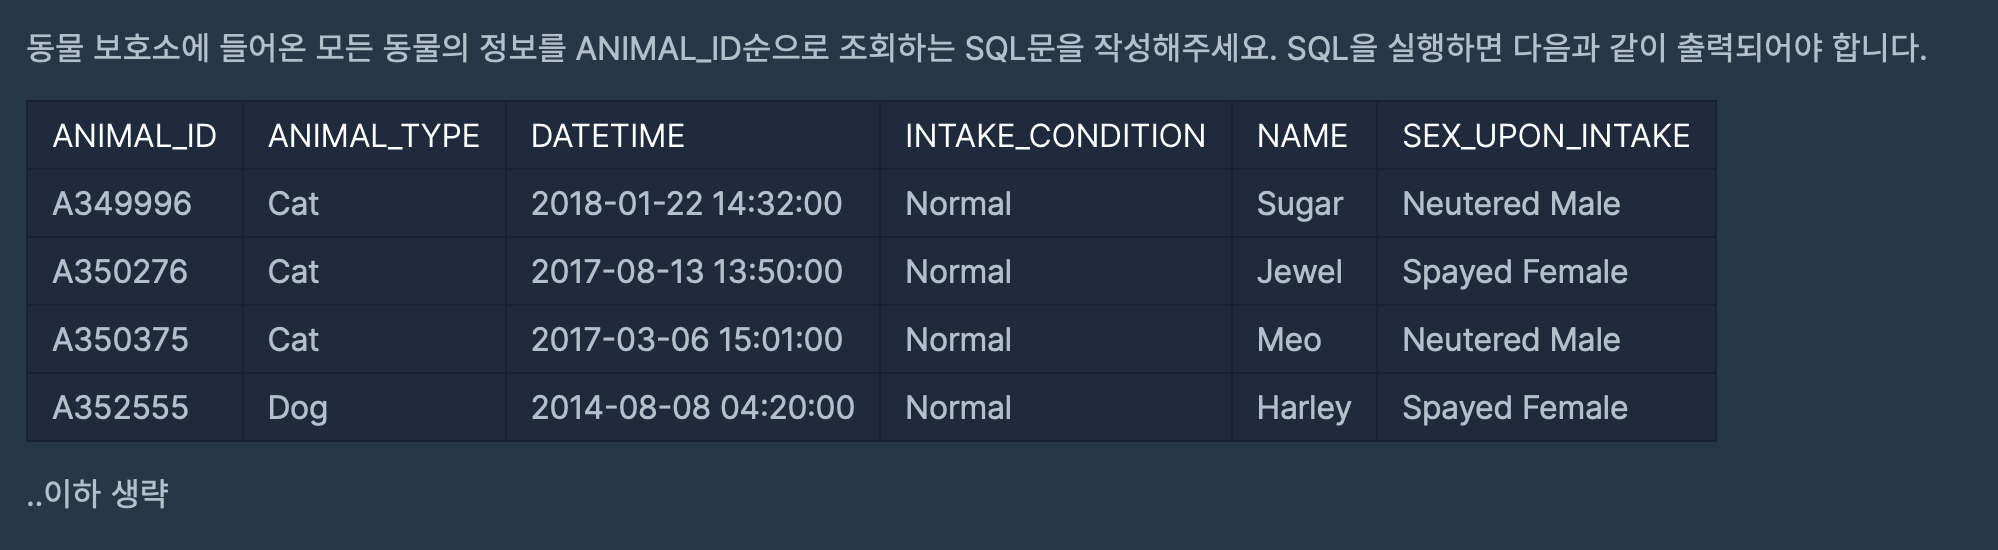 동물 보호소에 들어온 모든 동물의 정보를 ANIMAL_ID순으로 조회하는 SQL문을 작성해주세요. SQL을 실행하면 다음과 같이 출력되어야 합니다.
ANIMAL_ID ANIMAL_TYPE DATETIME INTAKE_CONDITION NAME SEX_UPON_INTAKE
A349996 Cat 2018-01-22 14:32:00 Normal Sugar Neutered Male
A350276 Cat 2017-08-13 13:50:00 Normal Jewel Spayed Female
A350375 Cat 2017-03-06 15:01:00 Normal Meo Neutered Male
A352555 Dog 2014-08-08 04:20:00 Normal Harley Spayed Female
..이하 생략